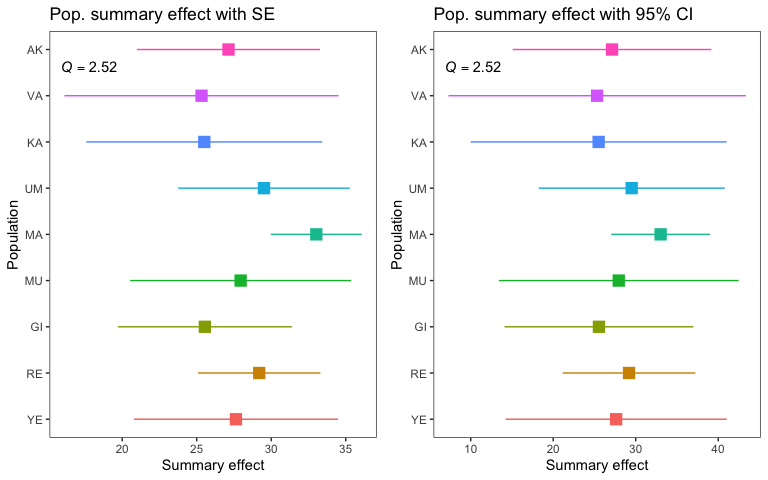 Pop. summary effect with SE
AK
Q = 2.52
VA
KA
UM
MA
MU
GI
RE
YE
Population
20 25 30 35
Summary effect
Pop. summary effect with 95% CI
AK
Q = 2.52
VA
KA
UM
MA
MU
GI
RE
YE
Population
10 20 30 40
Summary effect